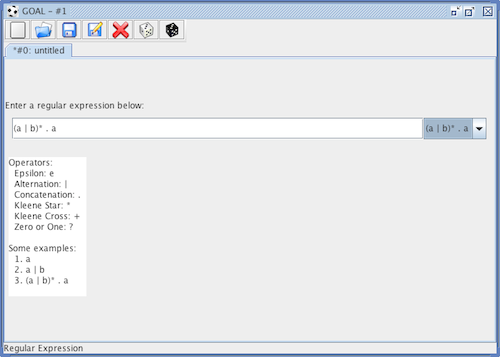 GOAL – #1
*#0: untitled
Enter a regular expression below:
(a | b)* . a
(a | b)* . a
Operators:
Epsilon: e
Alternation: |
Concatenation: .
Kleene Star: *
Kleene Cross: +
Zero or One: ?
Some examples:
1. a
2. a | b
3. (a | b)* . a
Regular Expression